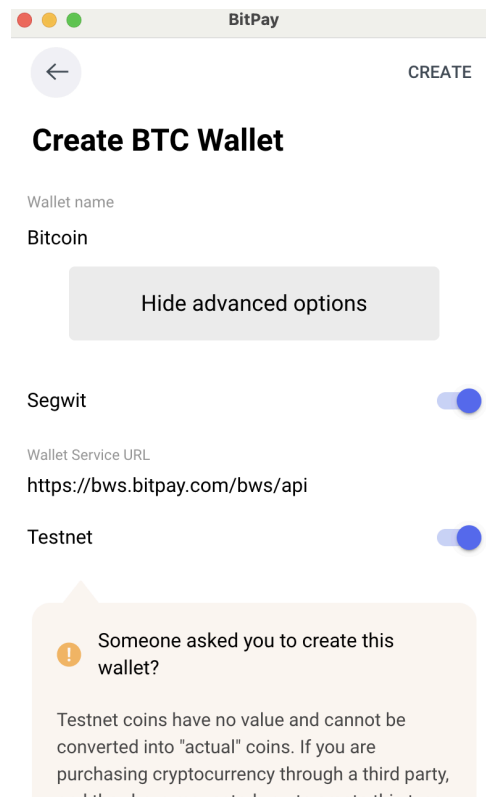 BitPay
CREATE
Create BTC Wallet
Wallet name
Bitcoin
Hide advanced options
Segwit
Wallet Service URL
https://bws.bitpay.com/bws/api
Testnet
Someone asked you to create this
wallet?
Testnet coins have no value and cannot be
converted into "actual" coins. If you are
purchasing cryptocurrency through a third party,